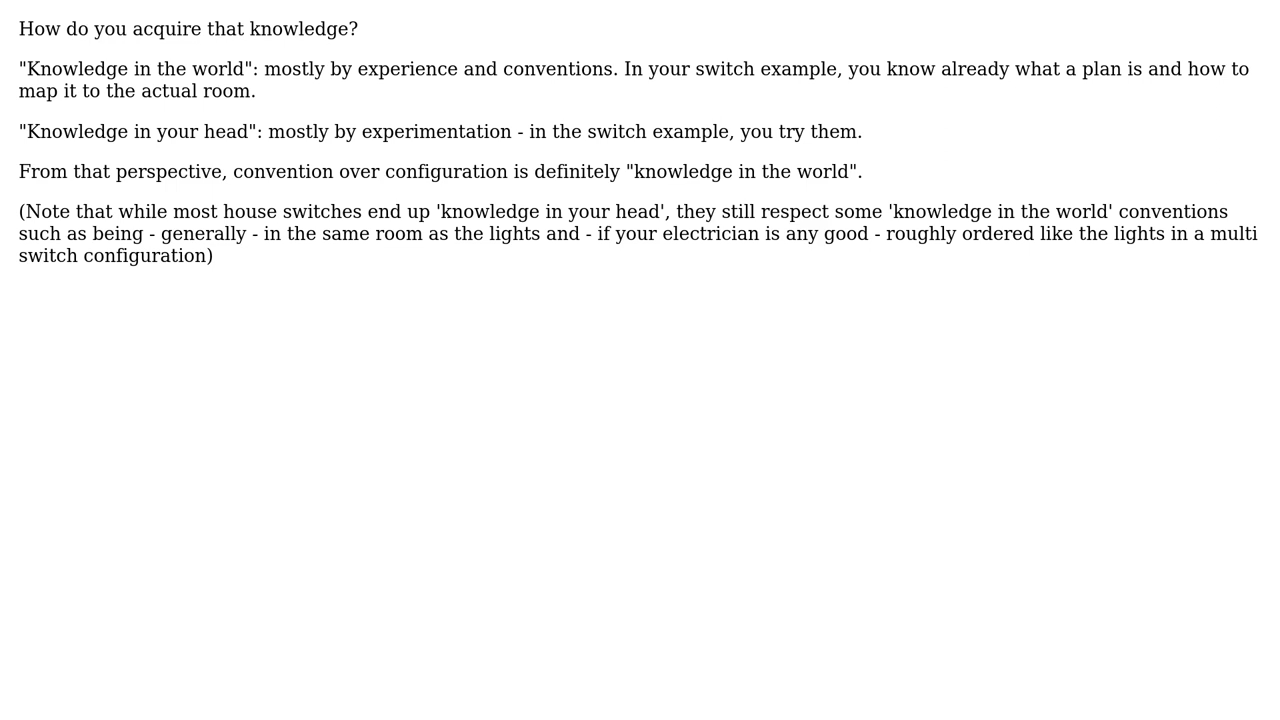 How do you acquire that knowledge?
"Knowledge in the world": mostly by experience and conventions. In your switch example, you know already what a plan is and how to
map it to the actual room.
"Knowledge in your head": mostly by experimentation - in the switch example, you try them.
From that perspective, convention over configuration is definitely "knowledge in the world".
(Note that while most house switches end up 'knowledge in your head', they still respect some 'knowledge in the world' conventions
such as being - generally - in the same room as the lights and - if your electrician is any good - roughly ordered like the lights in a multi
switch configuration)